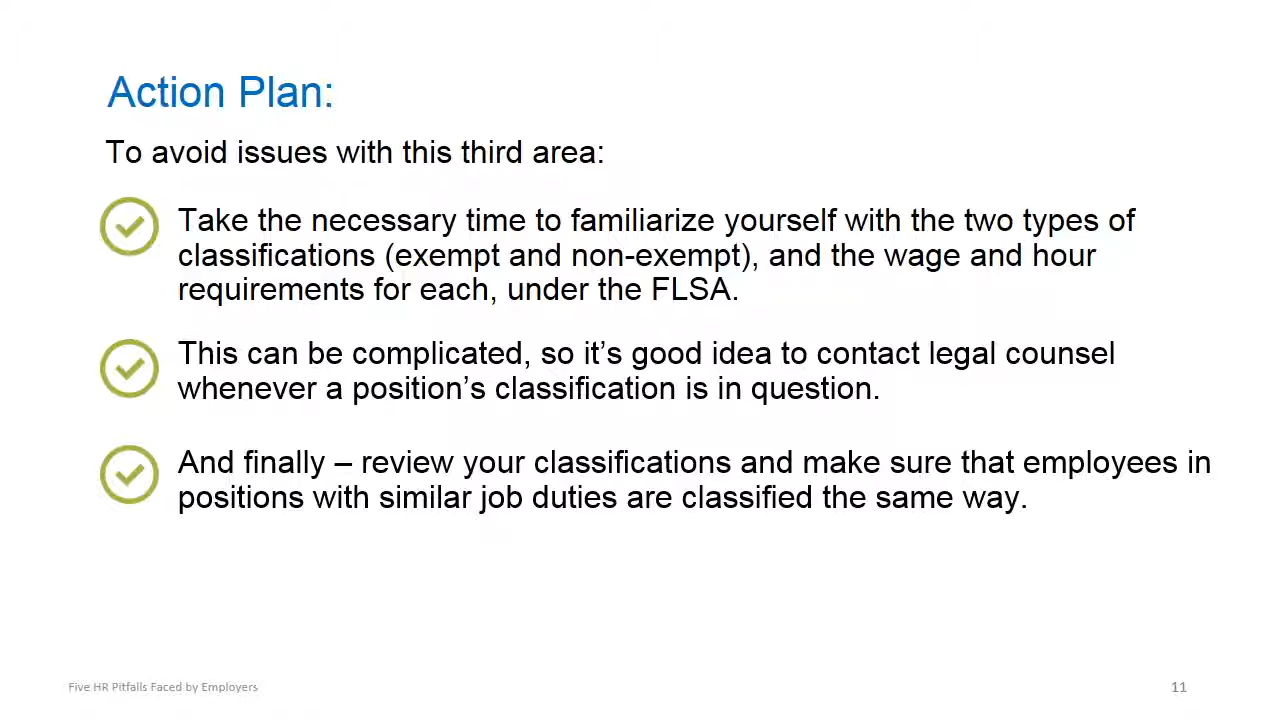 Action Plan:
To avoid issues with this third area:
Take the necessary time to familiarize yourself with the two types of
classifications (exempt and non-exempt), and the wage and hour
requirements for each, under the FLSA.
This can be complicated, so it’s good idea to contact legal counsel
whenever a position’s classification is in question.
And finally – review your classifications and make sure that employees in
positions with similar job duties are classified the same way.
Five HR Pitfalls Faced by Employers
11